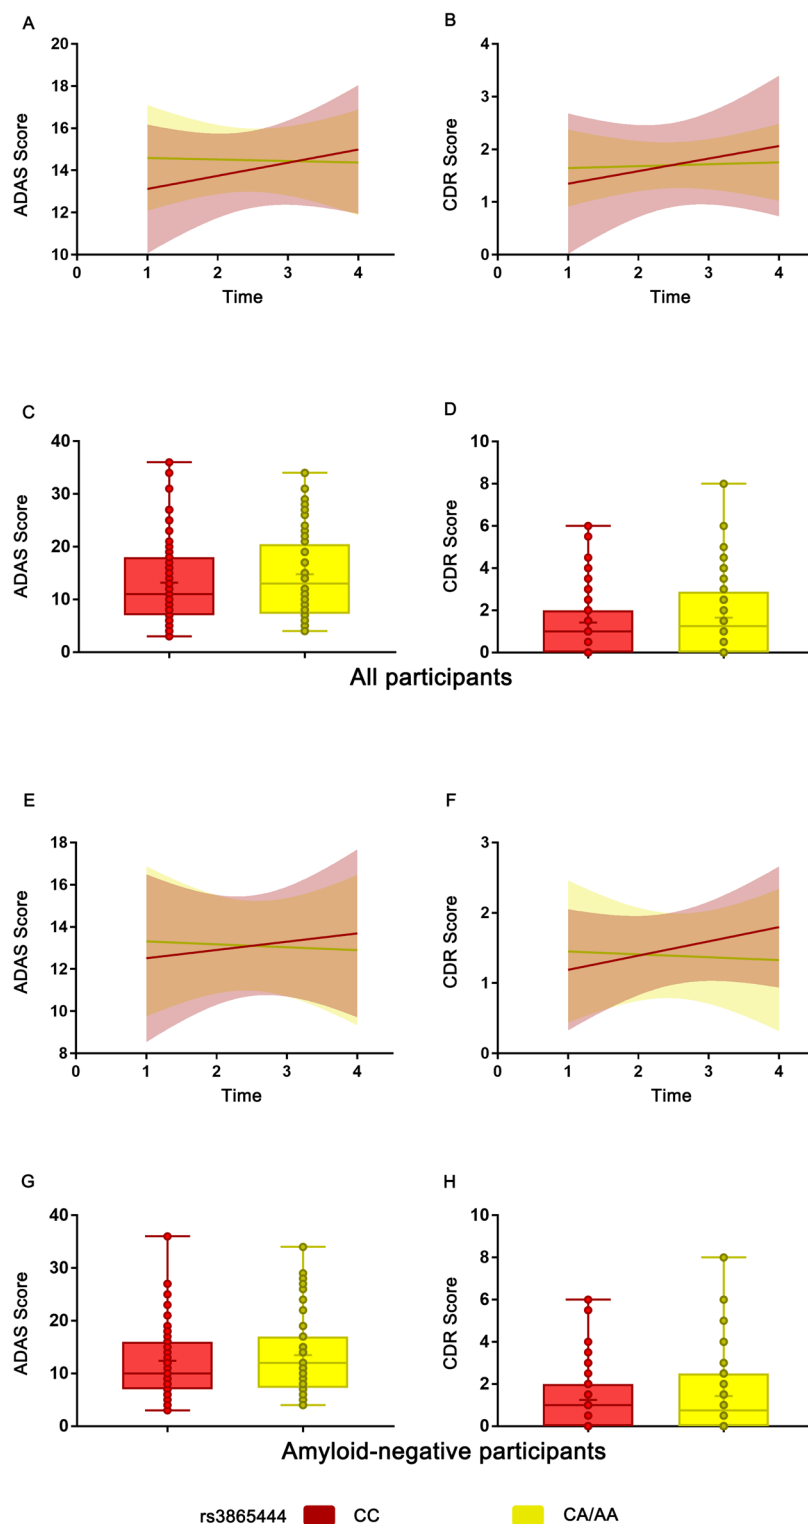 A
B
ADAS Score
20
18
16
14
12
10
0
1
2
3
4
Time
CDR Score
4
3
2
1
0
0
1
2
3
4
Time
C
D
ADAS Score
40
30
20
10
0
CDR Score
10
8
6
4
2
0
All participants
E
F
ADAS Score
18
16
14
12
10
8
0
1
2
3
4
Time
CDR Score
3
2
1
0
0
1
2
3
4
Time
G
H
ADAS Score
40
30
20
10
0
CDR Score
10
8
6
4
2
0
Amyloid-negative participants
rs3865444 CC CA/AA